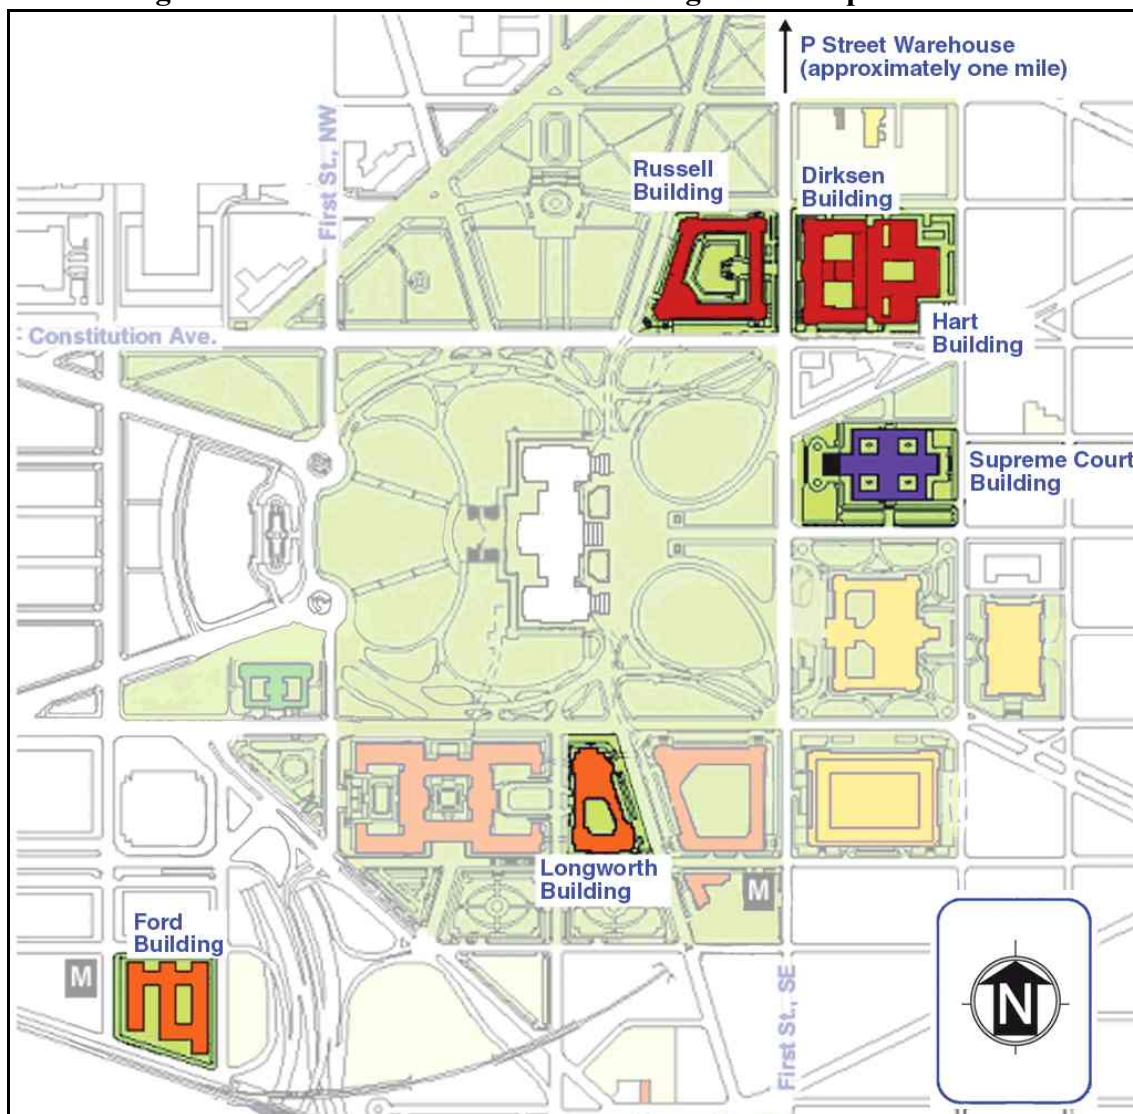 P Street Warehouse
(approximately one mile)
First St., NW
Russell
Building
Dirksen
Building
Constitution Ave.
Hart
Building
Supreme Court
Building
Longworth
Building
M
Ford
Building
M
First St., SE
N